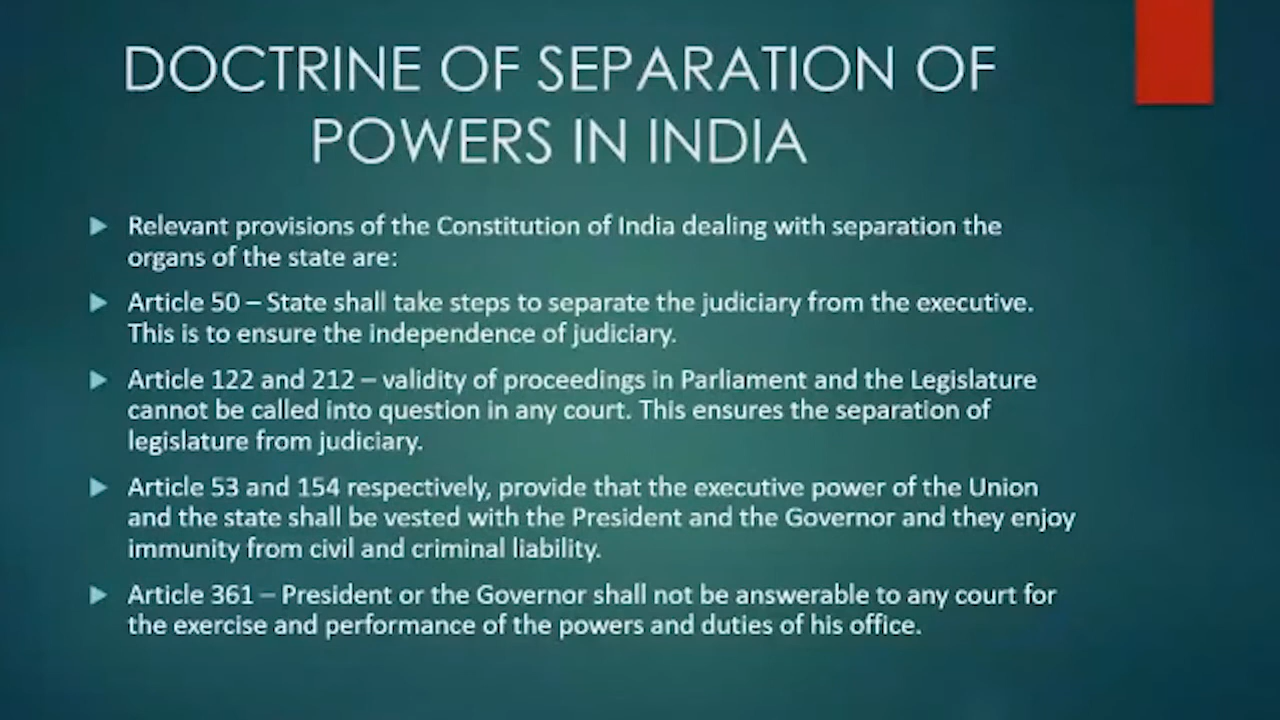 DOCTRINE OF SEPARATION OF
POWERS IN INDIA
Relevant provisions of the Constitution of India dealing with separation the
organs of the state are:
Article 50 – State shall take steps to separate the judiciary from the executive.
This is to ensure the independence of judiciary.
Article 122 and 212 – validity of proceedings in Parliament and the Legislature
cannot be called into question in any court. This ensures the separation of
legislature from judiciary.
Article 53 and 154 respectively, provide that the executive power of the Union
and the state shall be vested with the President and the Governor and they enjoy
immunity from civil and criminal liability.
Article 361 – President or the Governor shall not be answerable to any court for
the exercise and performance of the powers and duties of his office.